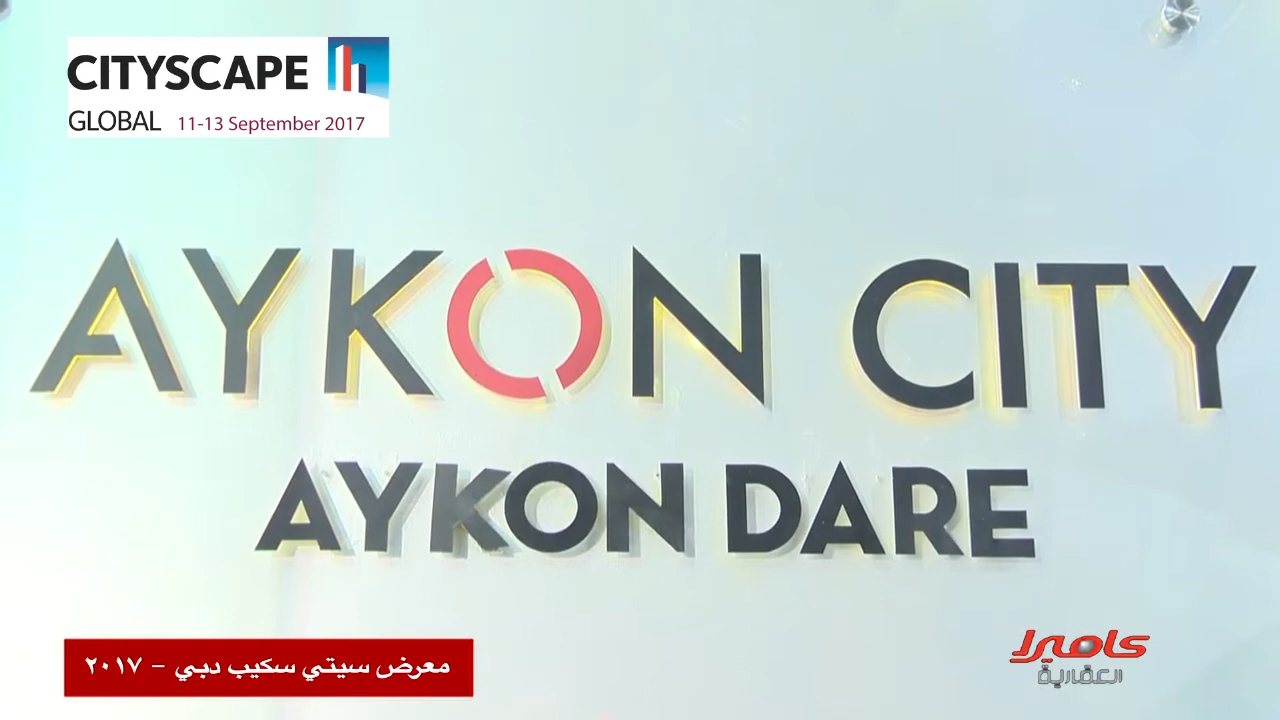 CITYSCAPE
GLOBAL 11-13 September 2017
AYKON CITY
AYKON DARE
معرض سيتي سكيب دبي - ٢٠١٧
كاميرا
العقارية